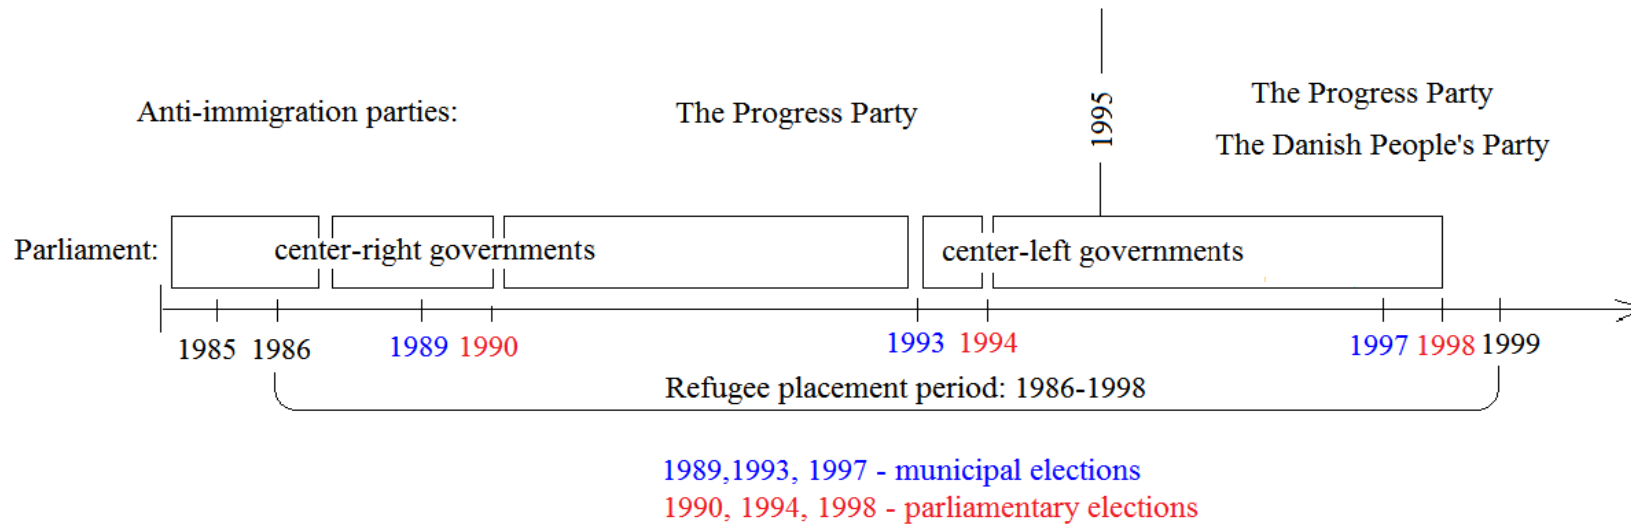 Anti-immigration parties:
The Progress Party
1995
The Progress Party
The Danish People's Party
Parliament:
center-right governments
center-left governments
1985 1986 1989 1990 1993 1994 1997 1998 1999
Refugee placement period: 1986-1998
1989,1993, 1997 - municipal elections
1990, 1994, 1998 - parliamentary elections